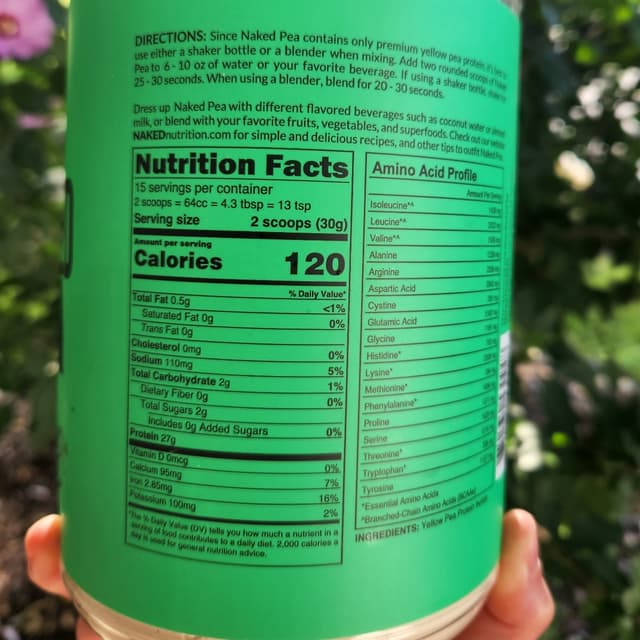 DIRECTIONS: Since Naked Pea contains only premium yellow pea protein, it's best to
use either a shaker bottle or a blender when mixing. Add two rounded scoops of Naked
Pea to 6 - 10 oz of water or your favorite beverage. If using a shaker bottle, shake for
25 - 30 seconds. When using a blender, blend for 20 - 30 seconds.
Dress up Naked Pea with different flavored beverages such as coconut water or almond
milk, or blend with your favorite fruits, vegetables, and superfoods. Check out our website
NAKEDnutrition.com for simple and delicious recipes, and other tips to outfit Naked Pea.
Nutrition Facts
15 servings per container
2 scoops = 64cc = 4.3 tbsp = 13 tsp
Serving size 2 scoops (30g)
Amount per serving
Calories 120
% Daily Value*
Total Fat 0.5g <1%
Saturated Fat 0g 0%
Trans Fat 0g
Cholesterol 0mg 0%
Sodium 110mg 5%
Total Carbohydrate 2g 1%
Dietary Fiber 0g 0%
Total Sugars 2g
Includes 0g Added Sugars 0%
Protein 27g
Vitamin D 0mcg 0%
Calcium 95mg 7%
Iron 2.85mg 16%
Potassium 100mg 2%
*The % Daily Value (DV) tells you how much a nutrient in a
serving of food contributes to a daily diet. 2,000 calories a
day is used for general nutrition advice.
Amino Acid Profile
Amount Per Serving
Isoleucine*^
Leucine*^
Valine*^
Alanine
Arginine
Aspartic Acid
Cystine
Glutamic Acid
Glycine
Histidine*
Lysine*
Methionine*
Phenylalanine*
Proline
Serine
Threonine*
Tryptophan*
Tyrosine
*Essential Amino Acids
^Branched-Chain Amino Acids (BCAAs)
INGREDIENTS: Yellow Pea Protein Isolate